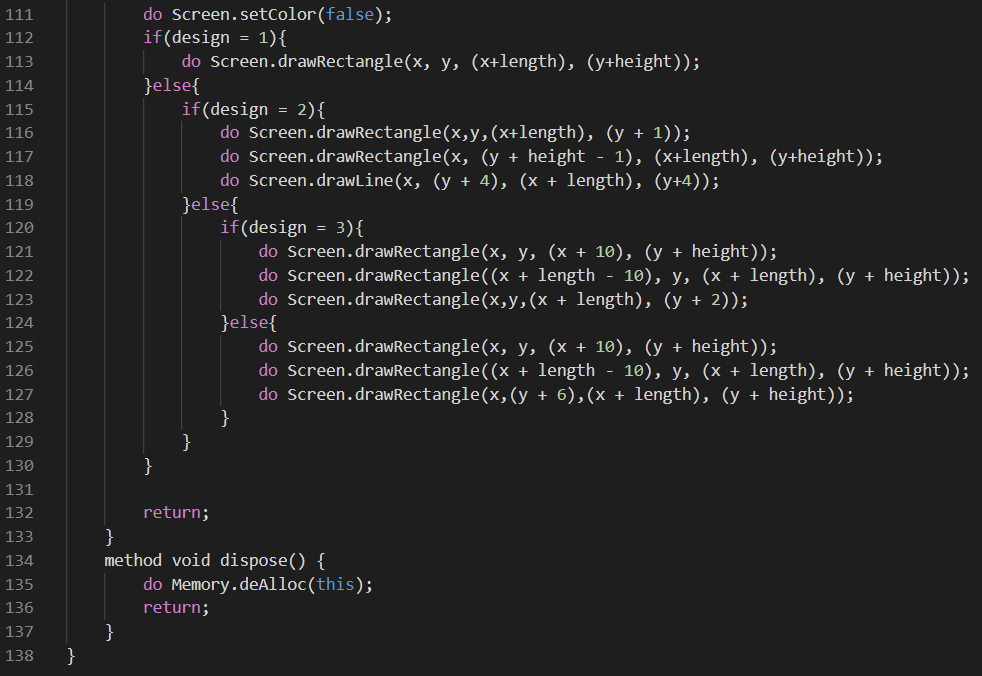 111 do Screen.setColor(false);
112 if(design = 1){
113 do Screen.drawRectangle(x, y, (x+length), (y+height));
114 }else{
115 if(design = 2){
116 do Screen.drawRectangle(x,y,(x+length), (y + 1));
117 do Screen.drawRectangle(x, (y + height - 1), (x+length), (y+height));
118 do Screen.drawLine(x, (y + 4), (x + length), (y+4));
119 }else{
120 if(design = 3){
121 do Screen.drawRectangle(x, y, (x + 10), (y + height));
122 do Screen.drawRectangle((x + length - 10), y, (x + length), (y + height));
123 do Screen.drawRectangle(x,y,(x + length), (y + 2));
124 }else{
125 do Screen.drawRectangle(x, y, (x + 10), (y + height));
126 do Screen.drawRectangle((x + length - 10), y, (x + length), (y + height));
127 do Screen.drawRectangle(x,(y + 6),(x + length), (y + height));
128 }
129 }
130 }
131
132 return;
133 }
134 method void dispose() {
135 do Memory.deAlloc(this);
136 return;
137 }
138 }